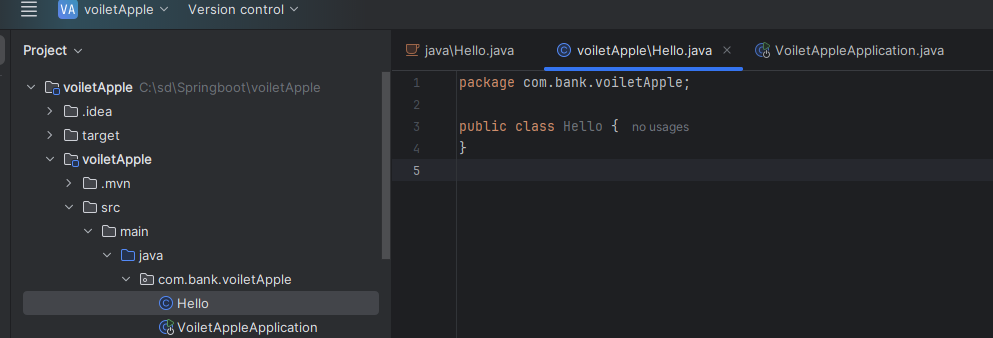 VA voiletApple Version control
Project
voiletApple C:\sd\Springboot\voiletApple
.idea
target
voiletApple
.mvn
src
main
java
com.bank.voiletApple
Hello
VoiletAppleApplication
java\Hello.java voiletApple\Hello.java VoiletAppleApplication.java
1 package com.bank.voiletApple;
2
3 public class Hello { no usages
4 }
5